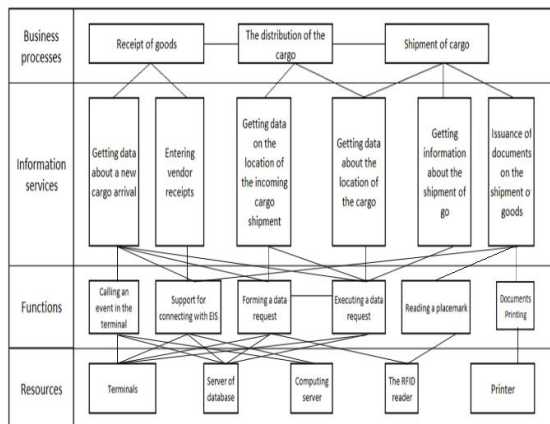 Business
processes
Receipt of goods
The distribution of the
cargo
Shipment of cargo
Information
services
Getting data
about a new
cargo arrival
Entering
vendor
receipts
Getting data
on the
location of
the incoming
cargo
shipment
Getting data
about the
location of
the cargo
Getting
information
about the
shipment of
go
Issuance of
documents
on the
shipment o
goods
Functions
Calling an
event in the
terminal
Support for
connecting with EIS
Forming a data
request
Executing a data
request
Reading a placemark
Documents
Printing
Resources
Terminals
Server of
database
Computing
server
The RFID
reader
Printer